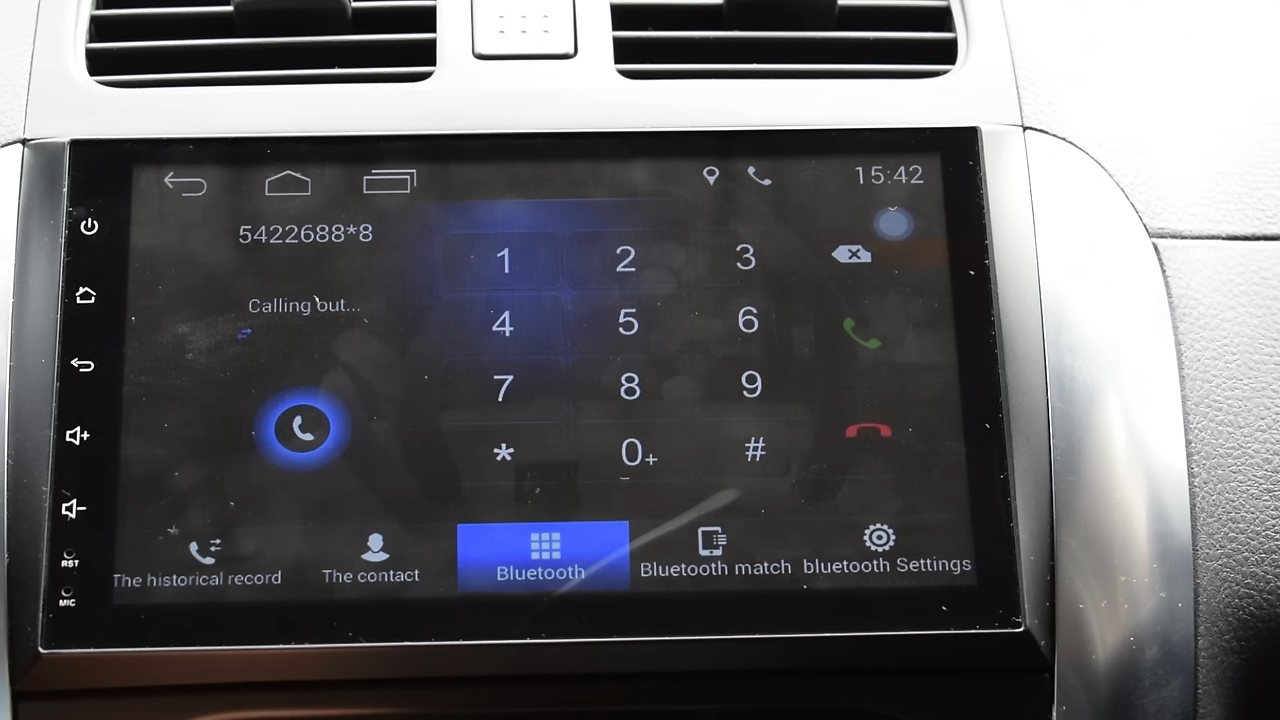 15:42
5422688*8
Calling out...
1 2 3
4 5 6
7 8 9
* 0+ #
RST
MIC
The historical record
The contact
Bluetooth
Bluetooth match
bluetooth Settings